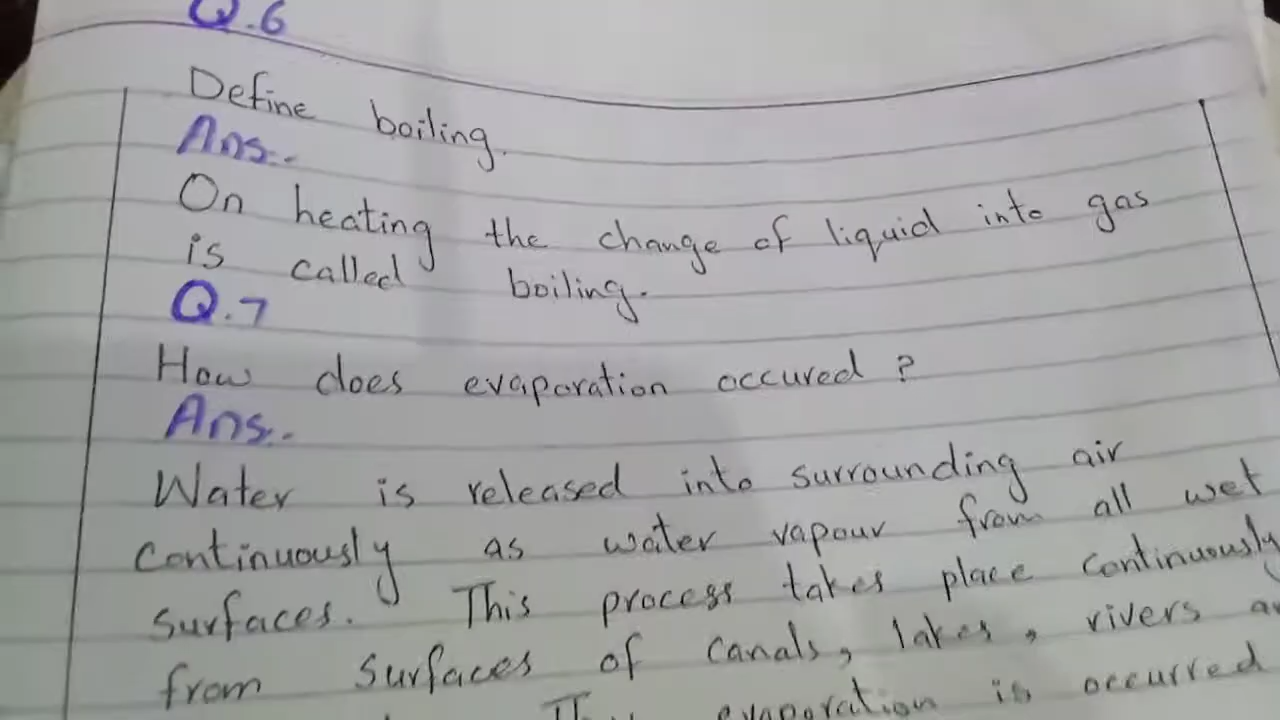 Q.6
Define boiling.
Ans.
On heating the change of liquid into gas
is called boiling.
Q.7
How does evaporation occured ?
Ans.
Water is released into surrounding air
continuously as water vapour from all wet
surfaces. This process takes place continuously
from surfaces of canals, lakes, rivers
evaporation is occurred